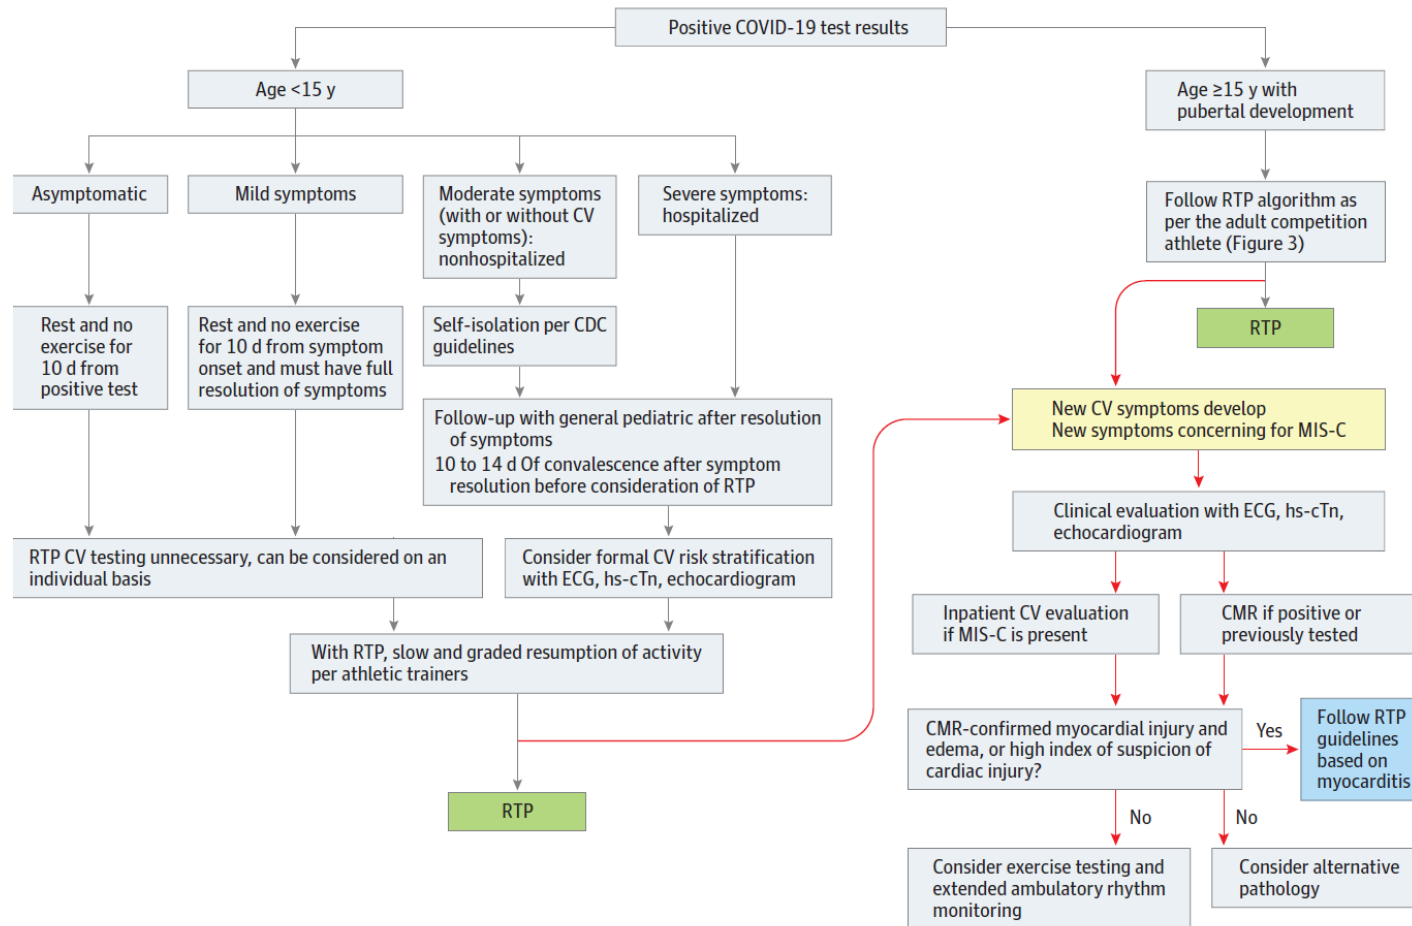 Positive COVID-19 test results
Age <15 y
Age ≥15 y with
pubertal development
Asymptomatic
Mild symptoms
Moderate symptoms
(with or without CV
symptoms):
nonhospitalized
Severe symptoms:
hospitalized
Follow RTP algorithm as
per the adult competition
athlete (Figure 3)
Rest and no
exercise for
10 d from
positive test
Rest and no exercise
for 10 d from symptom
onset and must have full
resolution of symptoms
Self-isolation per CDC
guidelines
RTP
Follow-up with general pediatric after resolution
of symptoms
10 to 14 d Of convalescence after symptom
resolution before consideration of RTP
New CV symptoms develop
New symptoms concerning for MIS-C
Clinical evaluation with ECG, hs-cTn,
echocardiogram
RTP CV testing unnecessary, can be considered on an
individual basis
Consider formal CV risk stratification
with ECG, hs-cTn, echocardiogram
Inpatient CV evaluation
if MIS-C is present
CMR if positive or
previously tested
With RTP, slow and graded resumption of activity
per athletic trainers
CMR-confirmed myocardial injury and
edema, or high index of suspicion of
cardiac injury?
Yes
Follow RTP
guidelines
based on
myocarditis
RTP
No
No
Consider exercise testing and
extended ambulatory rhythm
monitoring
Consider alternative
pathology